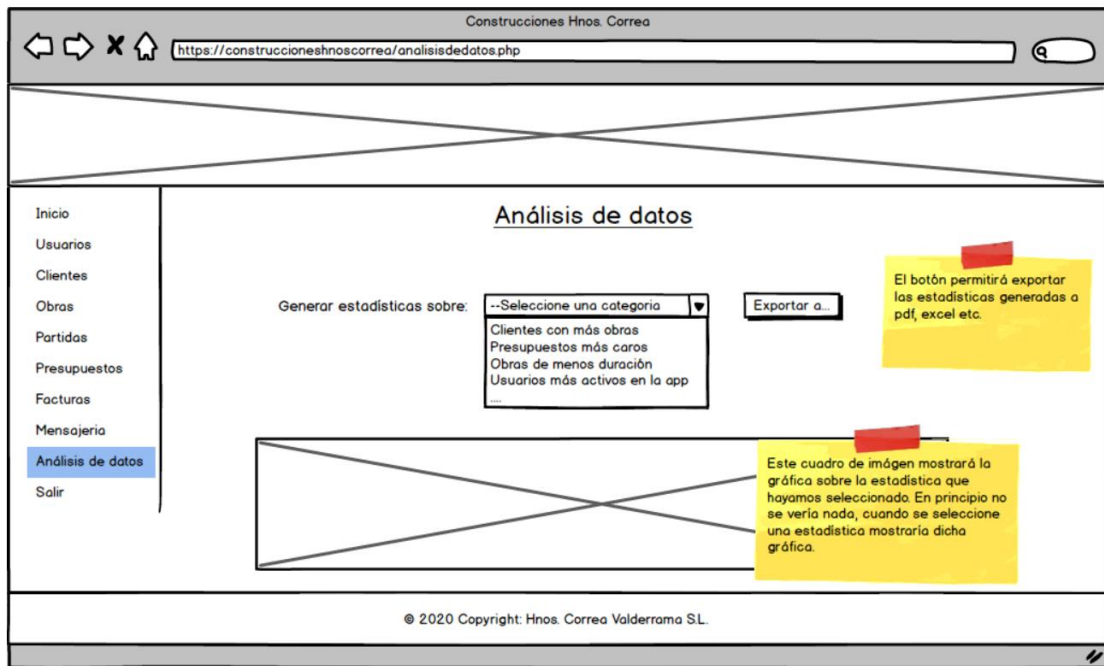 Construcciones Hnos. Correa
https://construccioneshnoscorrea/analisisdedatos.php
Inicio
Usuarios
Clientes
Obras
Partidas
Presupuestos
Facturas
Mensajeria
Análisis de datos
Salir
Análisis de datos
Generar estadísticas sobre:
--Seleccione una categoria
Exportar a...
Clientes con más obras
Presupuestos más caros
Obras de menos duración
Usuarios más activos en la app
....
El botón permitirá exportar
las estadísticas generadas a
pdf, excel etc.
Este cuadro de imágen mostrará la
gráfica sobre la estadística que
hayamos seleccionado. En principio no
se vería nada, cuando se seleccione
una estadística mostraría dicha
gráfica.
© 2020 Copyright: Hnos. Correa Valderrama S.L.